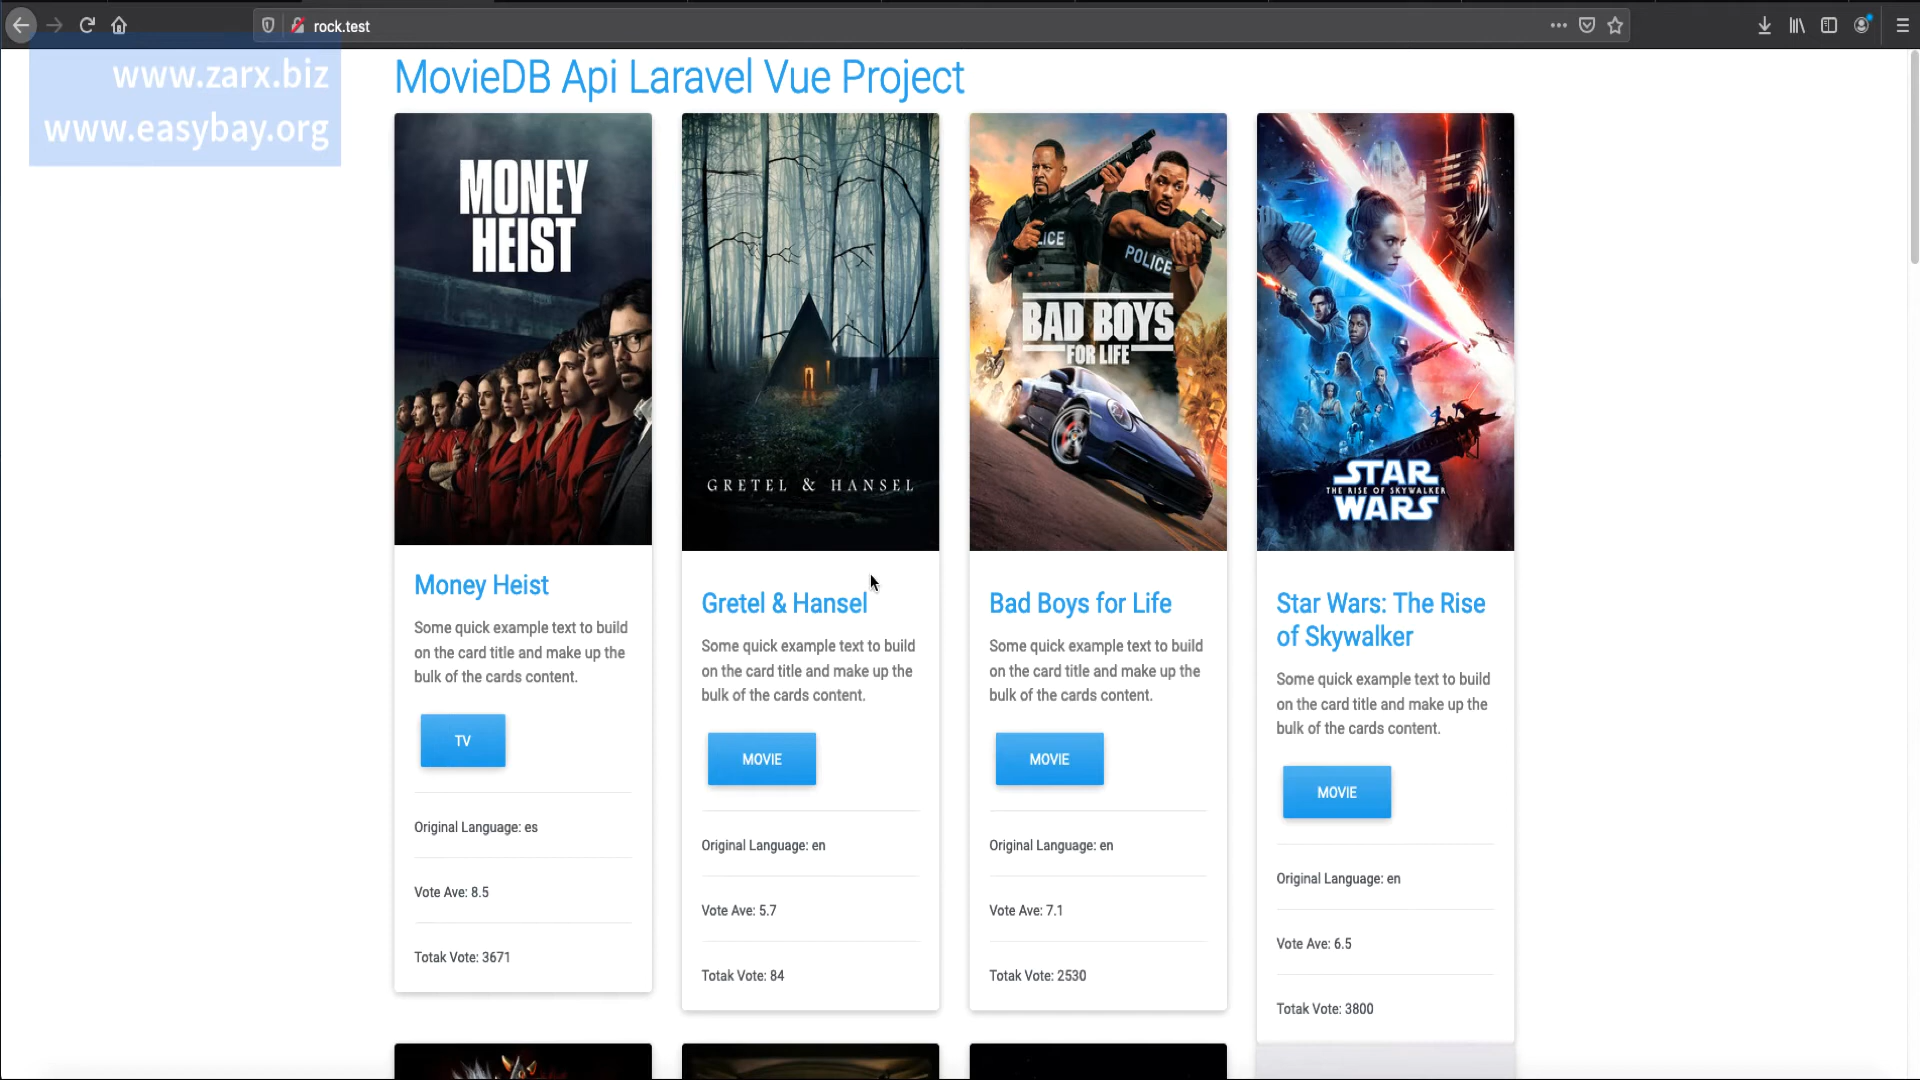 rock.test
www.zarx.biz
www.easybay.org
MovieDB Api Laravel Vue Project
MONEY
HEIST
Money Heist
Some quick example text to build
on the card title and make up the
bulk of the cards content.
TV
Original Language: es
Vote Ave: 8.5
Totak Vote: 3671
GRETEL & HANSEL
Gretel & Hansel
Some quick example text to build
on the card title and make up the
bulk of the cards content.
MOVIE
Original Language: en
Vote Ave: 5.7
Totak Vote: 84
POLICE
BAD BOYS
FOR LIFE
Bad Boys for Life
Some quick example text to build
on the card title and make up the
bulk of the cards content.
MOVIE
Original Language: en
Vote Ave: 7.1
Totak Vote: 2530
STAR
THE RISE OF SKYWALKER
WARS
Star Wars: The Rise
of Skywalker
Some quick example text to build
on the card title and make up the
bulk of the cards content.
MOVIE
Original Language: en
Vote Ave: 6.5
Totak Vote: 3800